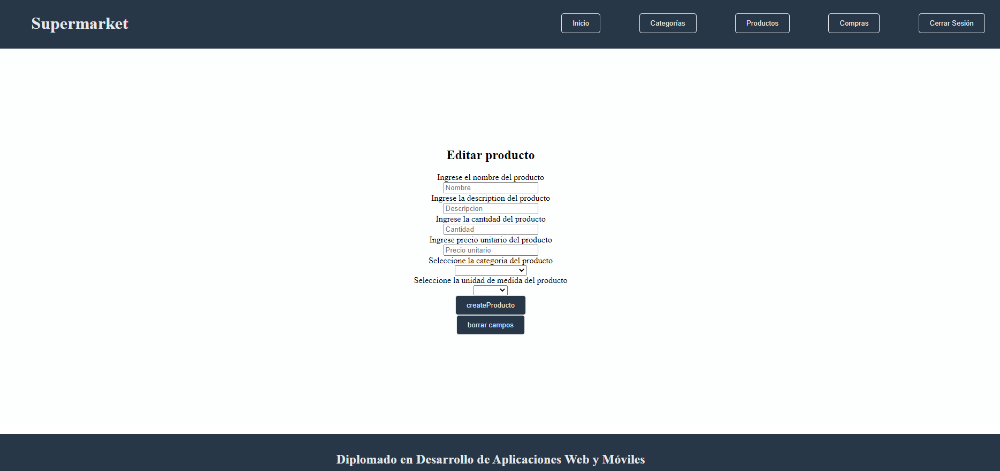 Supermarket
Inicio
Categorías
Productos
Compras
Cerrar Sesión
Editar producto
Ingrese el nombre del producto
Nombre
Ingrese la description del producto
Descripcion
Ingrese la cantidad del producto
Cantidad
Ingrese precio unitario del producto
Precio unitario
Seleccione la categoria del producto
Seleccione la unidad de medida del producto
createProducto
borrar campos
Diplomado en Desarrollo de Aplicaciones Web y Móviles